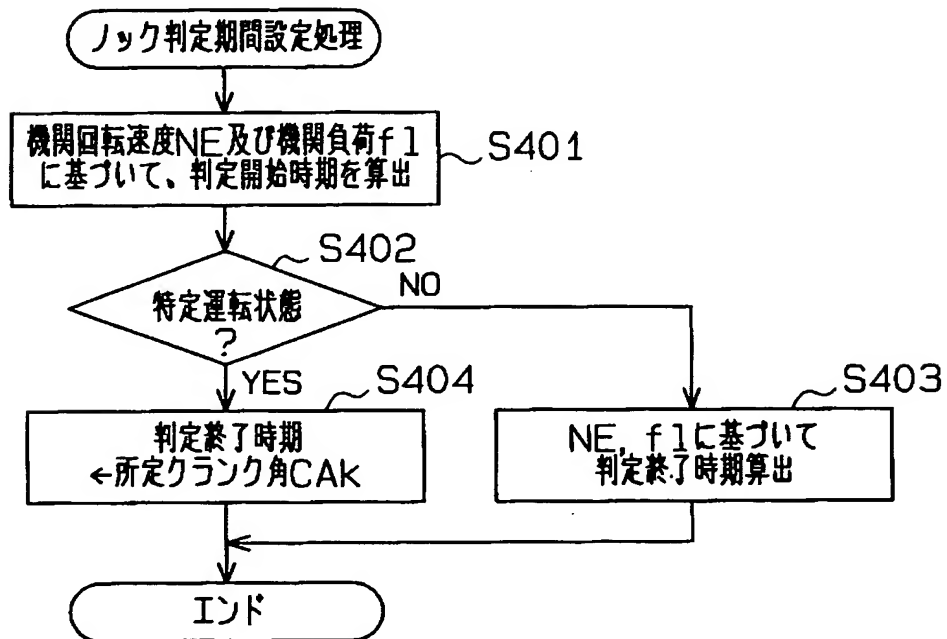 ノック判定期間設定処理
機関回転速度NE及び機関負荷fl
に基づいて、判定開始時期を算出
S401
S402
特定運転状態
?
NO
YES
S404
S403
判定終了時期
←所定クランク角CAk
NE, flに基づいて
判定終了時期算出
エンド